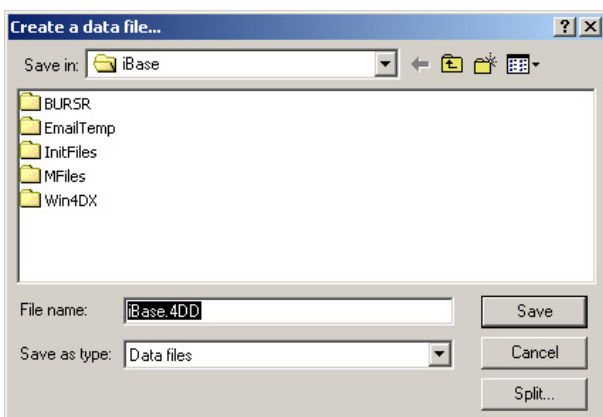 Create a data file...
Save in: iBase
BURSR
EmailTemp
InitFiles
MFiles
Win4DX
File name: iBase.4DD Save
Save as type: Data files Cancel
Split...